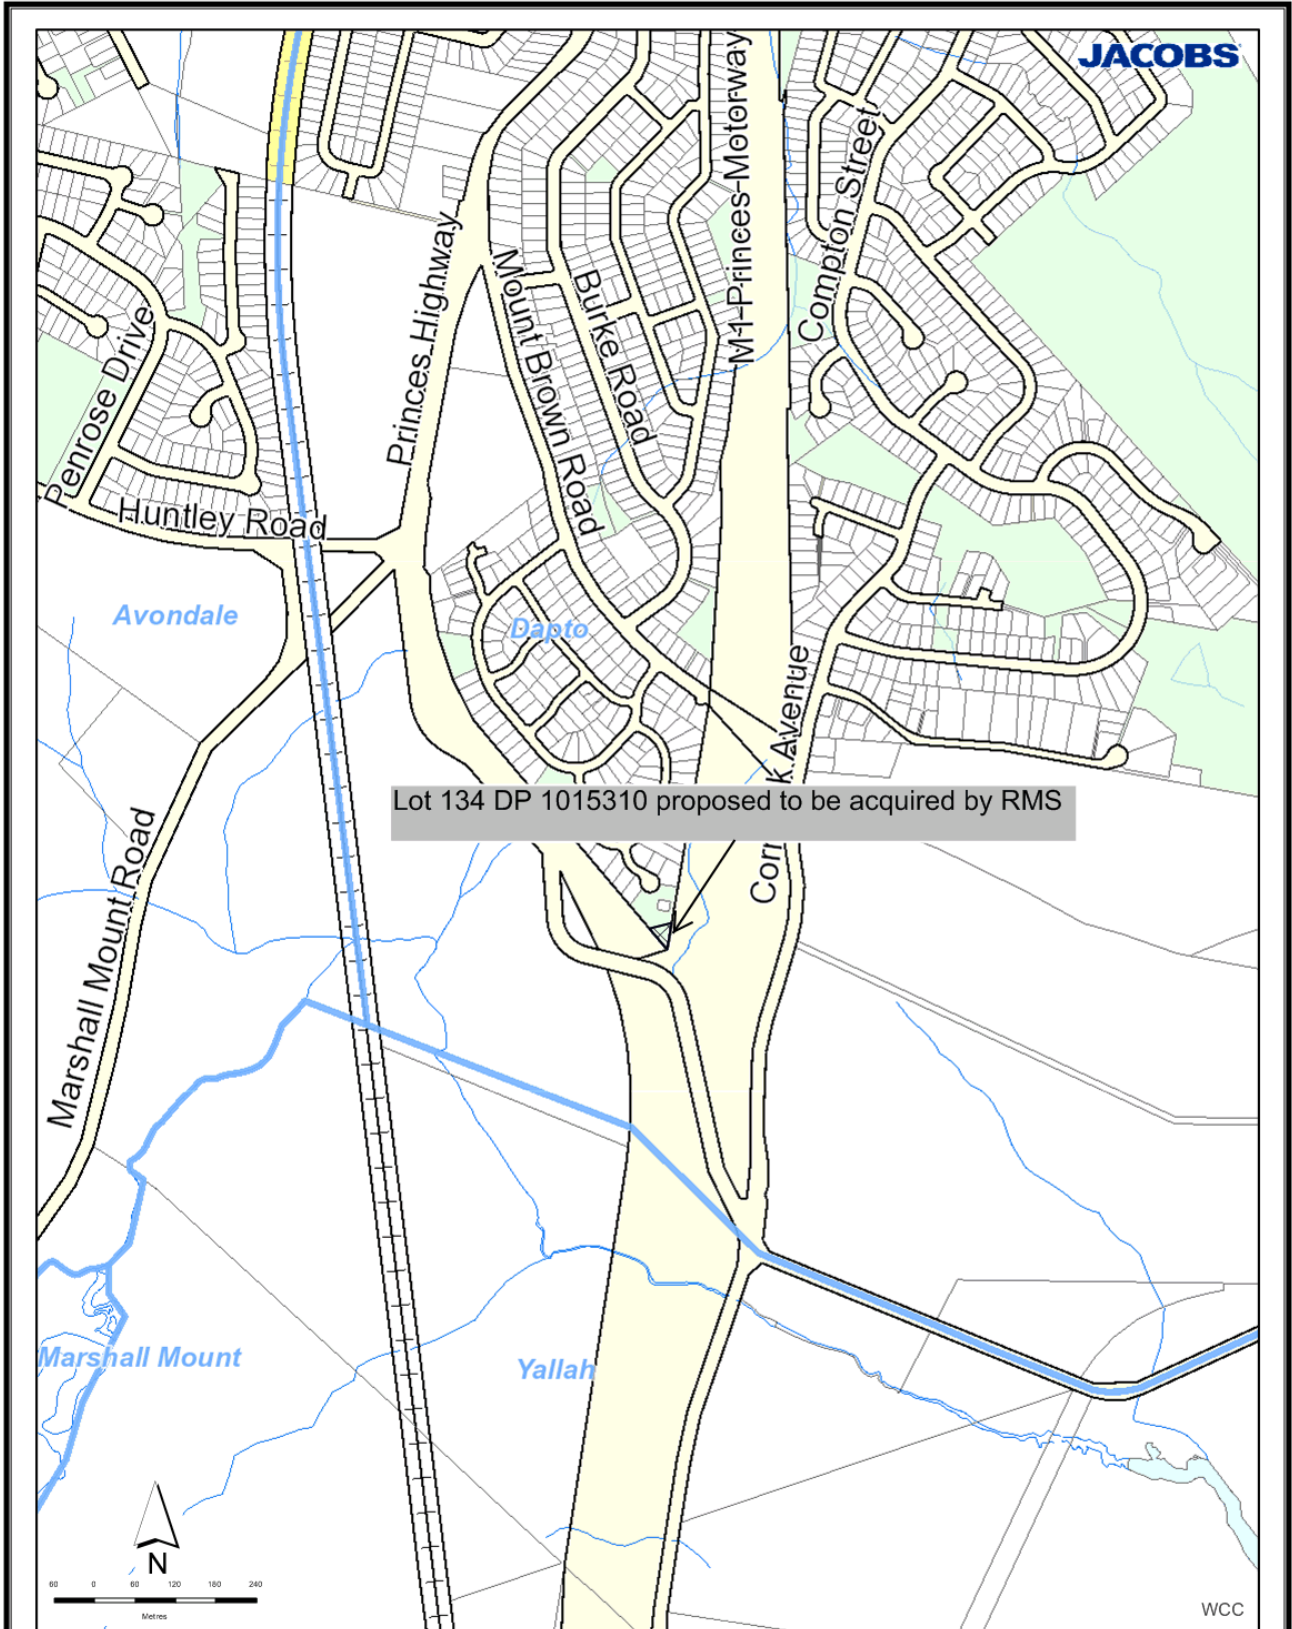 JACOBS
M1 Princes Motorway
Compton Street
Princes Highway
Mount Brown Road
Burke Road
Penrose Drive
Huntley Road
Avondale
Dapto
Avenue
k
Lot 134 DP 1015310 proposed to be acquired by RMS
Corr
Marshall Mount Road
Marshall Mount
Yallah
N
60 0 60 120 180 240
Metres
WCC